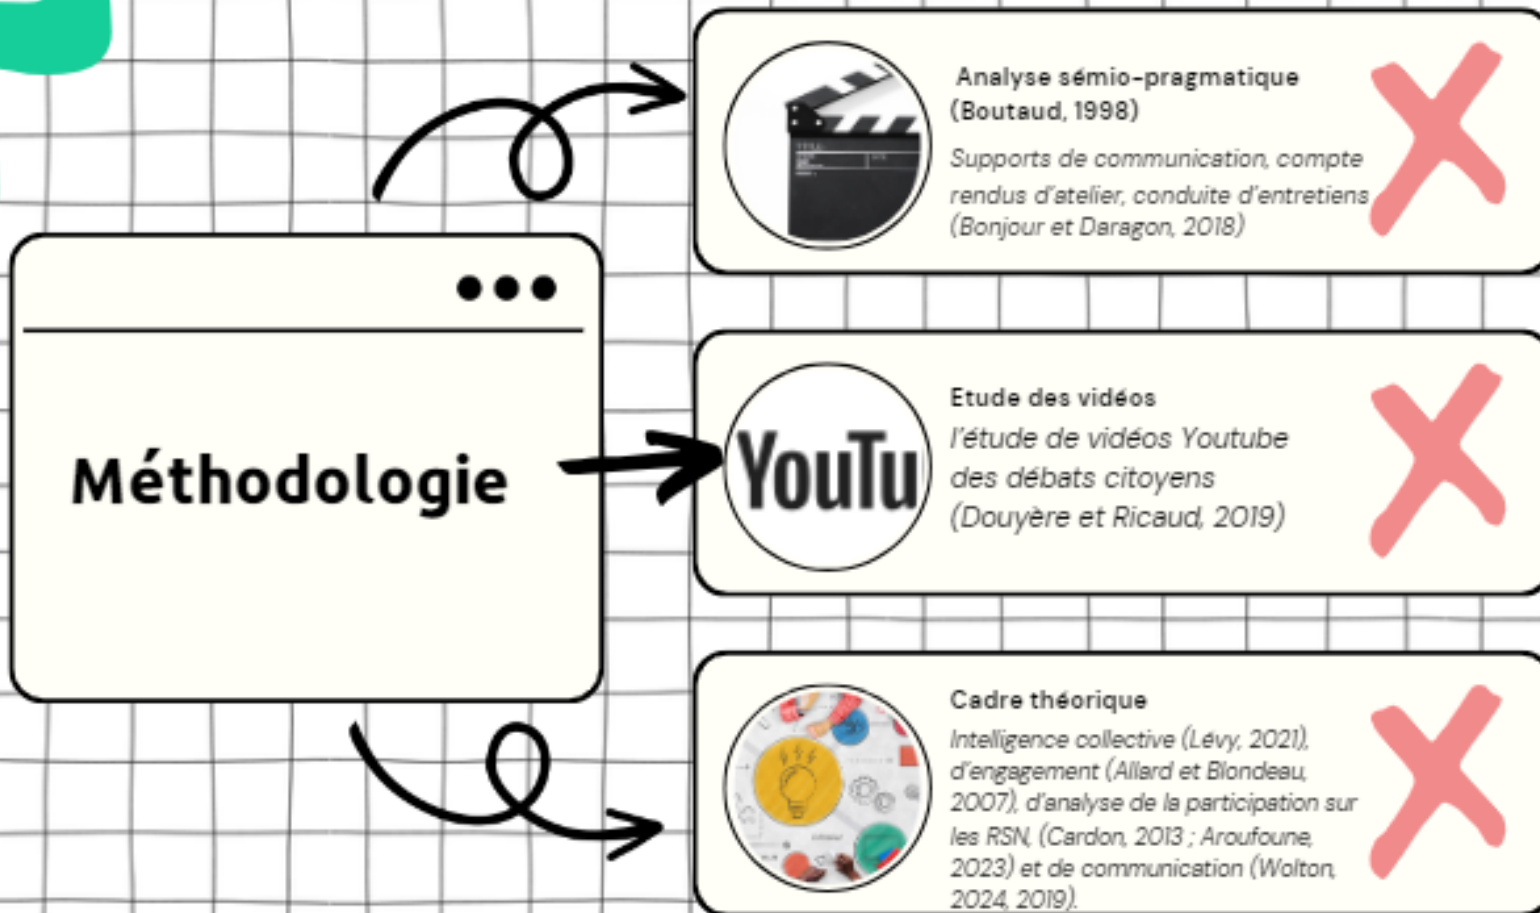 Méthodologie
Analyse sémio-pragmatique
(Boutaud, 1998)
Supports de communication, compte
rendus d'atelier, conduite d'entretiens
(Bonjour et Daragon, 2018)
YouTu
Etude des vidéos
l'étude de vidéos Youtube
des débats citoyens
(Douyère et Ricaud, 2019)
Cadre théorique
Intelligence collective (Lévy, 2021),
d'engagement (Allard et Blondeau,
2007), d'analyse de la participation sur
les RSN, (Cardon, 2013 ; Aroufoune,
2023) et de communication (Wolton,
2024, 2019).